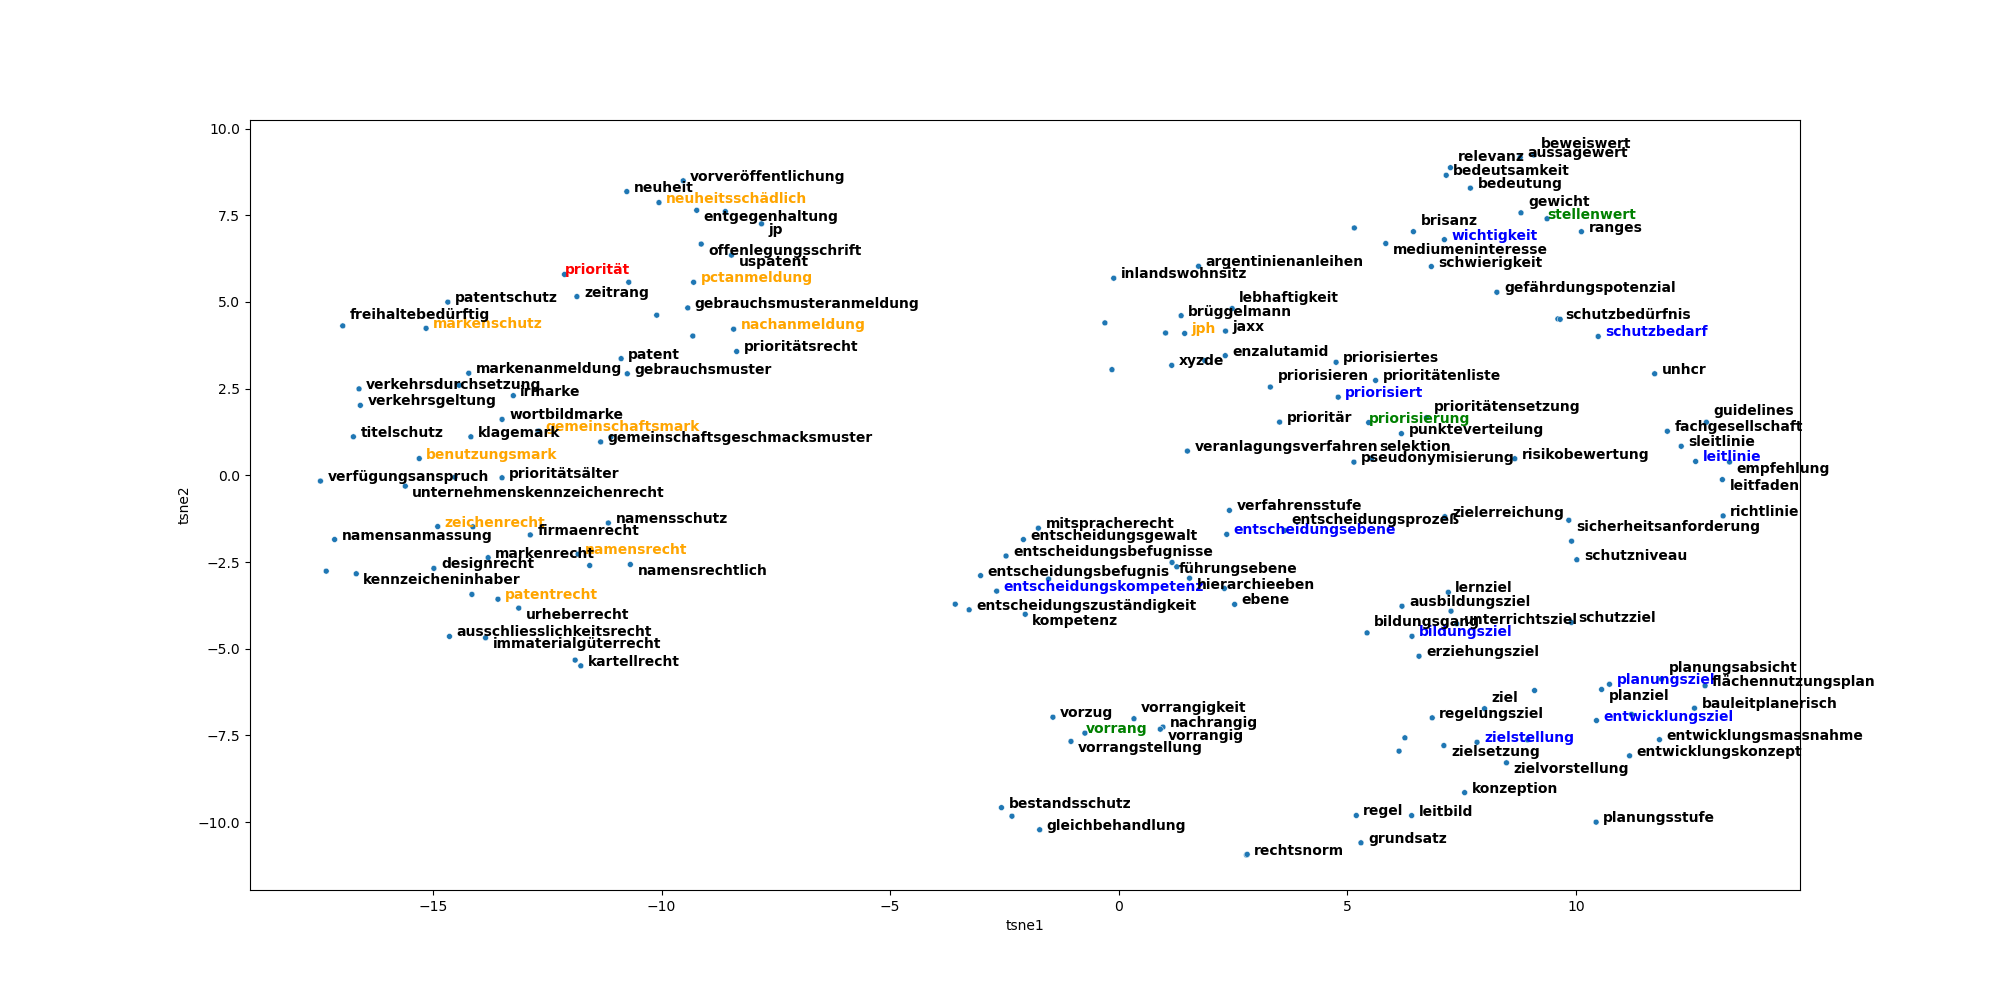 10.0
7.5
5.0
2.5
0.0
−2.5
−5.0
−7.5
−10.0
tsne2
−15
−10
−5
0
5
10
tsne1
vorveröffentlichung
neuheit
neuheitsschädlich
entgegenhaltung
jp
offenlegungsschrift
uspatent
priorität
pctanmeldung
zeitrang
patentschutz
gebrauchsmusteranmeldung
freihaltebedürftig
markenschutz
nachanmeldung
prioritätsrecht
patent
markenanmeldung
gebrauchsmuster
verkehrsdurchsetzung
irmarke
verkehrsgeltung
wortbildmarke
gemeinschaftsmark
titelschutz
klagemark
gemeinschaftsgeschmacksmuster
benutzungsmark
verfügungsanspruch
prioritätsälter
unternehmenskennzeichenrecht
namensschutz
zeichenrecht
firmaenrecht
namensanmassung
namensrecht
markenrecht
designrecht
namensrechtlich
kennzeicheninhaber
patentrecht
urheberrecht
ausschliesslichkeitsrecht
immaterialgüterrecht
kartellrecht
beweiswert
aussagewert
relevanz
bedeutsamkeit
bedeutung
gewicht
stellenwert
brisanz
ranges
wichtigkeit
mediumeninteresse
schwierigkeit
argentinienanleihen
inlandswohnsitz
gefährdungspotenzial
lebhaftigkeit
brüggelmann
schutzbedürfnis
jph
jaxx
schutzbedarf
enzalutamid
xyzde
priorisiertes
priorisieren
prioritätenliste
unhcr
priorisiert
prioritätensetzung
guidelines
prioritär
priorisierung
punkteverteilung
fachgesellschaft
sleitlinie
veranlagungsverfahren
selektion
pseudonymisierung
risikobewertung
leitlinie
empfehlung
leitfaden
verfahrensstufe
entscheidungsprozeß
zielerreichung
richtlinie
mitspracherecht
entscheidungsebene
sicherheitsanforderung
entscheidungsgewalt
entscheidungsbefugnisse
schutzniveau
entscheidungsbefugnis
führungsebene
entscheidungskompetenz
hierarchieeben
lernziel
ebene
ausbildungsziel
entscheidungszuständigkeit
kompetenz
bildungsgang
unterrichtsziel
schutzziel
bildungsziel
erziehungsziel
planungsabsicht
planungsziel
flächennutzungsplan
planziel
ziel
bauleitplanerisch
vorzug
vorrangigkeit
regelungsziel
entwicklungsziel
nachrangig
vorrang
vorrangig
zielstellung
entwicklungsmassnahme
vorrangstellung
zielsetzung
entwicklungskonzept
zielvorstellung
konzeption
bestandsschutz
regel
leitbild
planungsstufe
gleichbehandlung
grundsatz
rechtsnorm